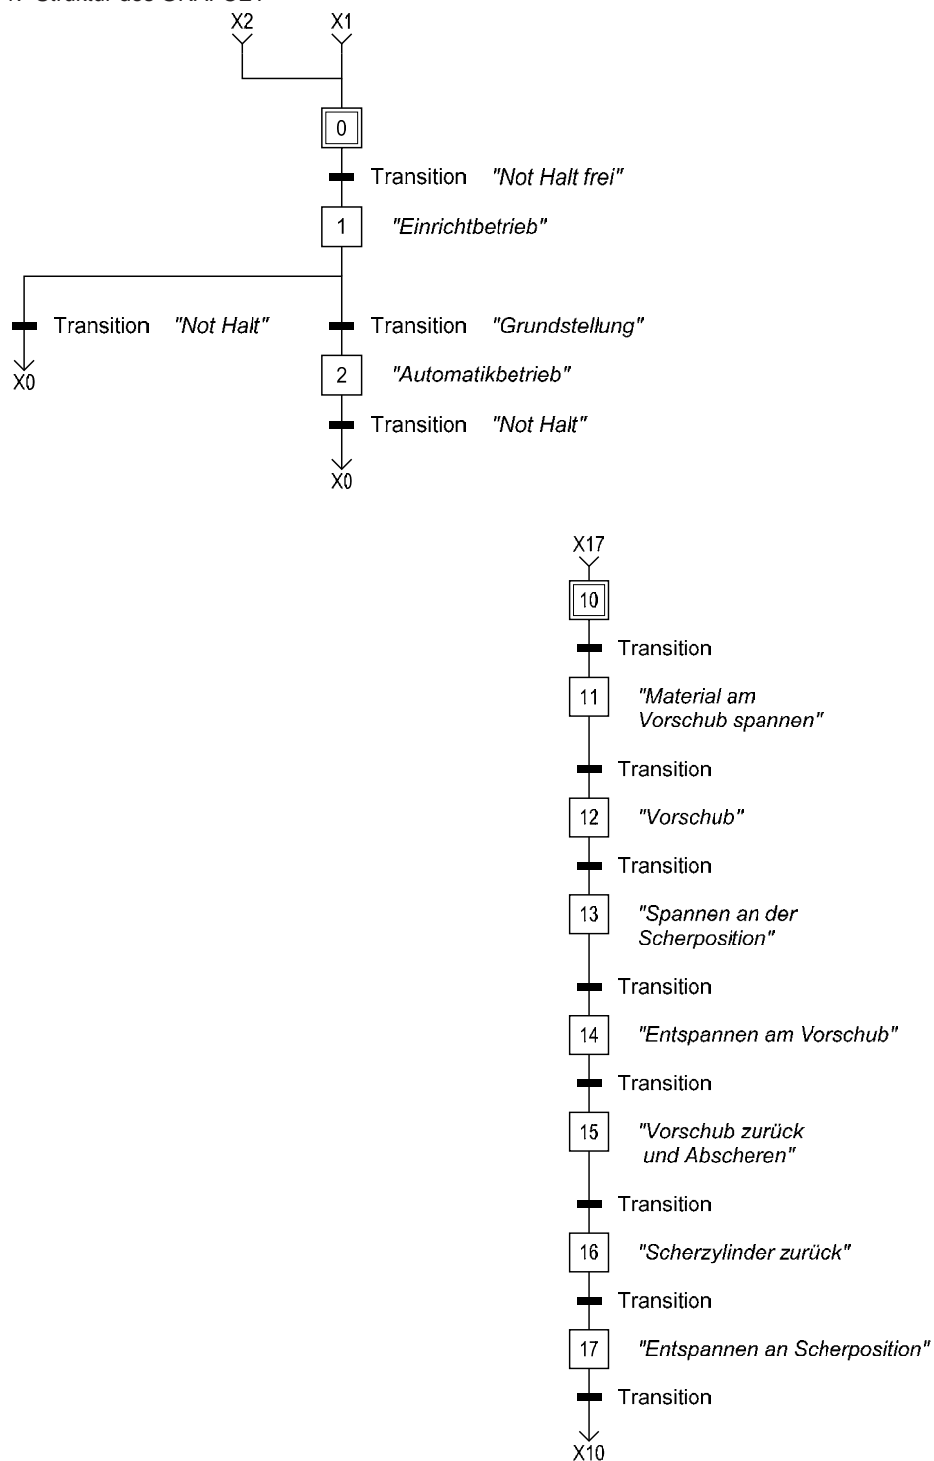 X2 X1
0
Transition "Not Halt frei"
1 "Einrichtbetrieb"
Transition "Not Halt" Transition "Grundstellung"
X0
2 "Automatikbetrieb"
Transition "Not Halt"
X0
X17
10
Transition
11 "Material am
Vorschub spannen"
Transition
12 "Vorschub"
Transition
13 "Spannen an der
Scherposition"
Transition
14 "Entspannen am Vorschub"
Transition
15 "Vorschub zurück
und Abscheren"
Transition
16 "Scherzylinder zurück"
Transition
17 "Entspannen an Scherposition"
Transition
X10